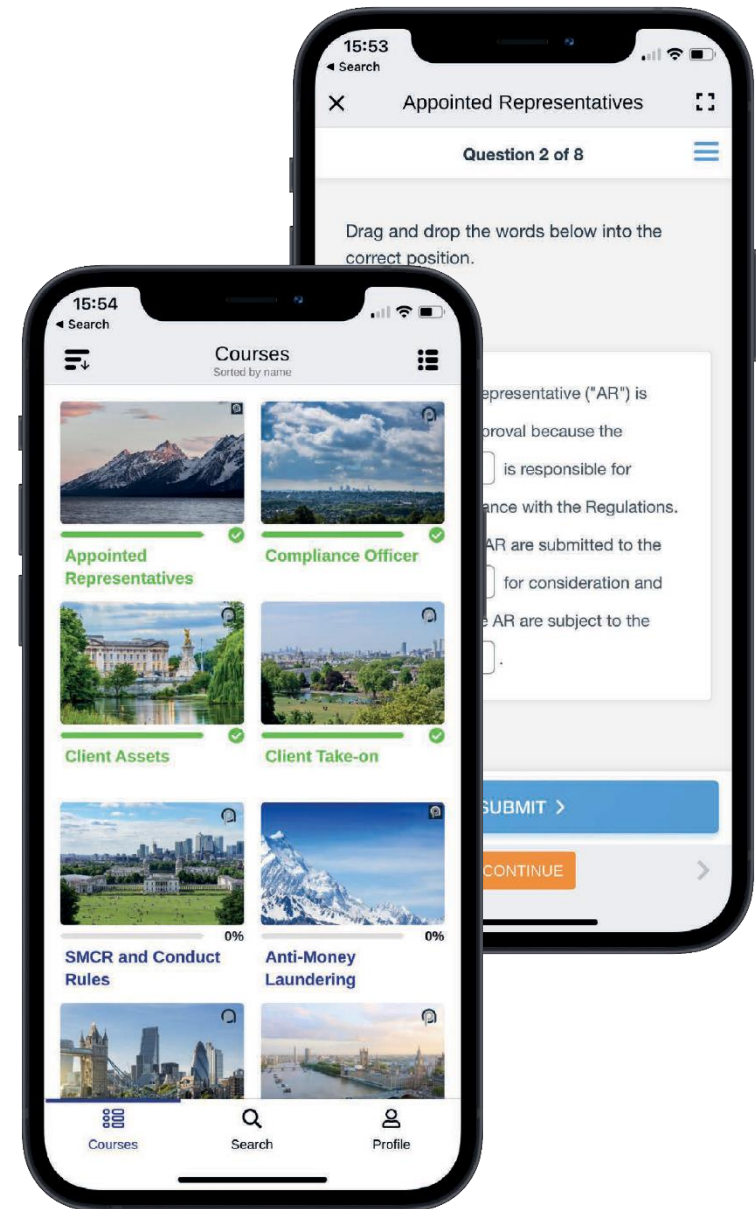 15:53
◀ Search
Appointed Representatives
Question 2 of 8
Drag and drop the words below into the
correct position.
("AR") is
because the
is responsible for
with the Regulations.
AR are submitted to the
for consideration and
AR are subject to the
.
SUBMIT >
CONTINUE
15:54
◀ Search
Courses
Sorted by name
Appointed
Representatives
Compliance Officer
Client Assets
Client Take-on
0%
0%
SMCR and Conduct
Rules
Anti-Money
Laundering
Courses
Search
Profile